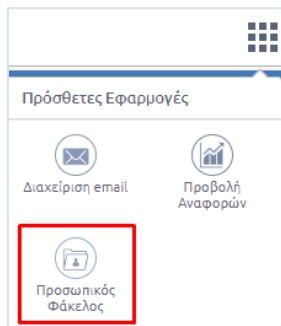 Πρόσθετες Εφαρμογές
Διαχείριση email
Προβολή
Αναφορών
Προσωπικός
Φάκελος